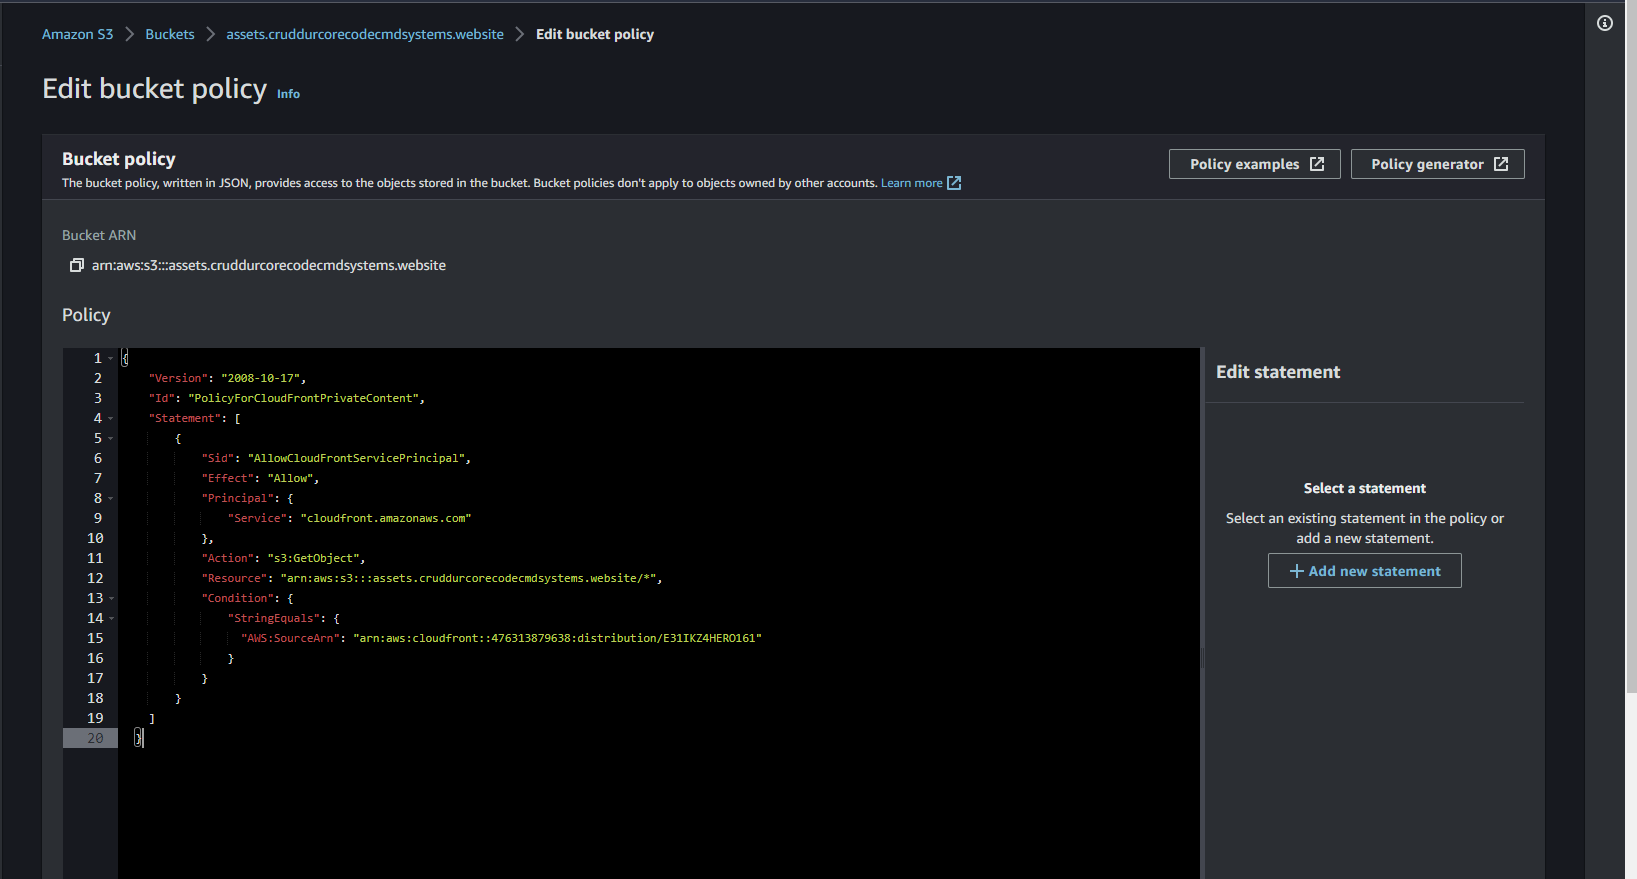 Amazon S3 > Buckets > assets.cruddurcorecodecmdsystems.website > Edit bucket policy
Edit bucket policy Info
Bucket policy
The bucket policy, written in JSON, provides access to the objects stored in the bucket. Bucket policies don't apply to objects owned by other accounts. Learn more
Policy examples
Policy generator
Bucket ARN
arn:aws:s3:::assets.cruddurcorecodecmdsystems.website
Policy
1 {
2 "Version": "2008-10-17",
3 "Id": "PolicyForCloudFrontPrivateContent",
4 "Statement": [
5 {
6 "Sid": "AllowCloudFrontServicePrincipal",
7 "Effect": "Allow",
8 "Principal": {
9 "Service": "cloudfront.amazonaws.com"
10 },
11 "Action": "s3:GetObject",
12 "Resource": "arn:aws:s3:::assets.cruddurcorecodecmdsystems.website/*",
13 "Condition": {
14 "StringEquals": {
15 "AWS:SourceArn": "arn:aws:cloudfront::476313879638:distribution/E31IKZ4HERO161"
16 }
17 }
18 }
19 ]
20 }
Edit statement
Select a statement
Select an existing statement in the policy or
add a new statement.
+ Add new statement